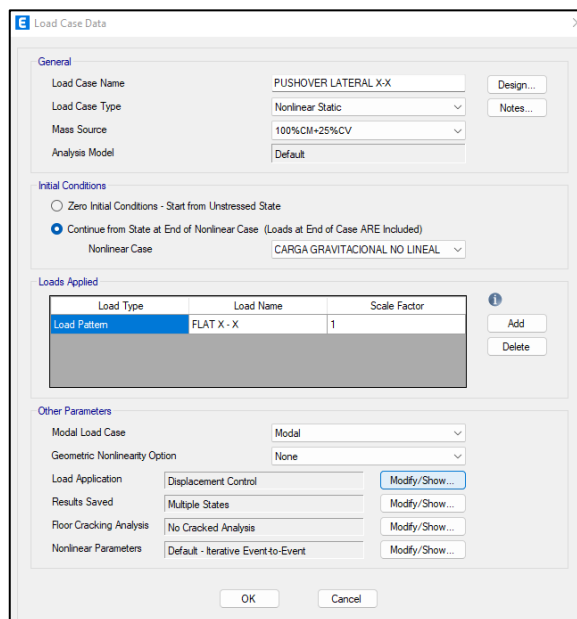 E Load Case Data
General
Load Case Name PUSHOVER LATERAL X-X Design...
Load Case Type Nonlinear Static Notes...
Mass Source 100%CM+25%CV
Analysis Model Default
Initial Conditions
Zero Initial Conditions - Start from Unstressed State
Continue from State at End of Nonlinear Case (Loads at End of Case ARE Included)
Nonlinear Case CARGA GRAVITACIONAL NO LINEAL
Loads Applied
Load Type Load Name Scale Factor
Load Pattern FLAT X - X 1
Add
Delete
Other Parameters
Modal Load Case Modal
Geometric Nonlinearity Option None
Load Application Displacement Control Modify/Show...
Results Saved Multiple States Modify/Show...
Floor Cracking Analysis No Cracked Analysis Modify/Show...
Nonlinear Parameters Default - Iterative Event-to-Event Modify/Show...
OK Cancel